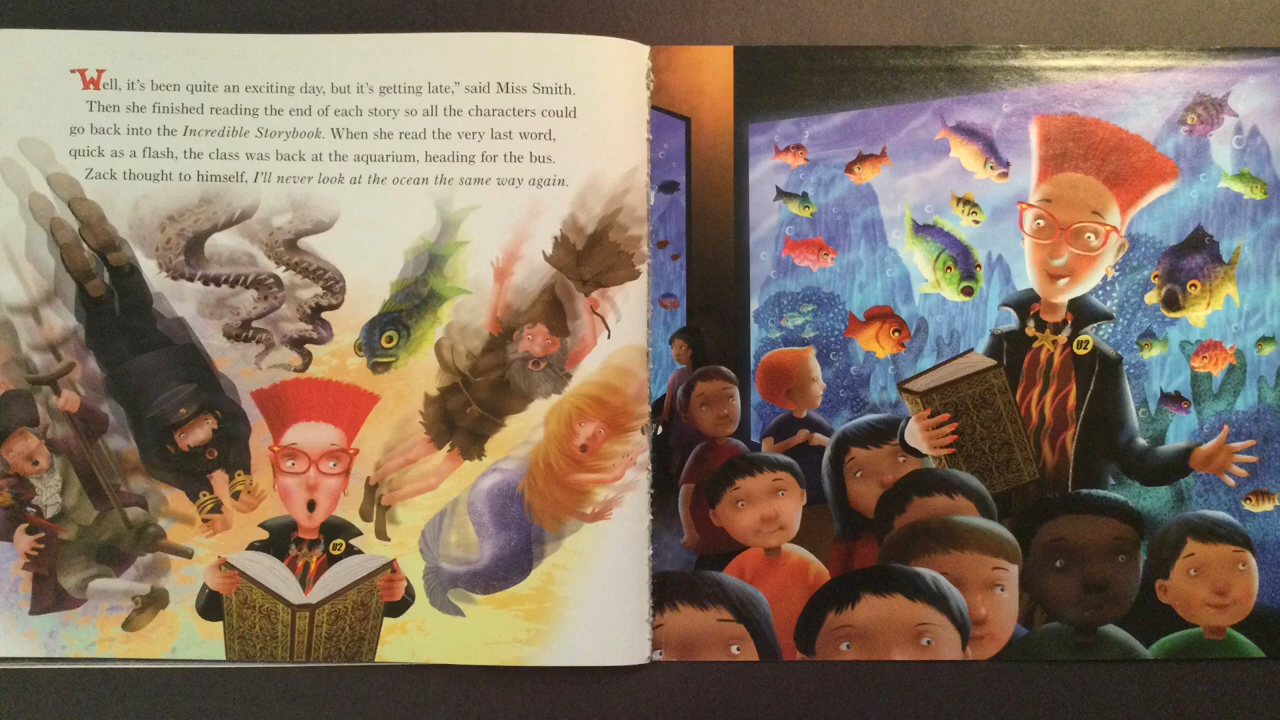 "Well, it's been quite an exciting day, but it's getting late," said Miss Smith.
Then she finished reading the end of each story so all the characters could
go back into the Incredible Storybook. When she read the very last word,
quick as a flash, the class was back at the aquarium, heading for the bus.
Zack thought to himself, I'll never look at the ocean the same way again.
U2
U2